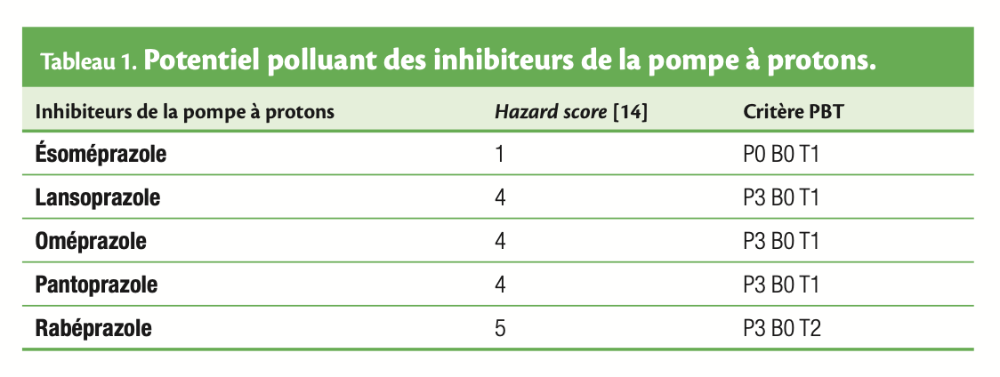 Tableau 1. Potentiel polluant des inhibiteurs de la pompe à protons.
Inhibiteurs de la pompe à protons Hazard score [14] Critère PBT
Ésoméprazole 1 P0 B0 T1
Lansoprazole 4 P3 B0 T1
Oméprazole 4 P3 B0 T1
Pantoprazole 4 P3 B0 T1
Rabéprazole 5 P3 B0 T2